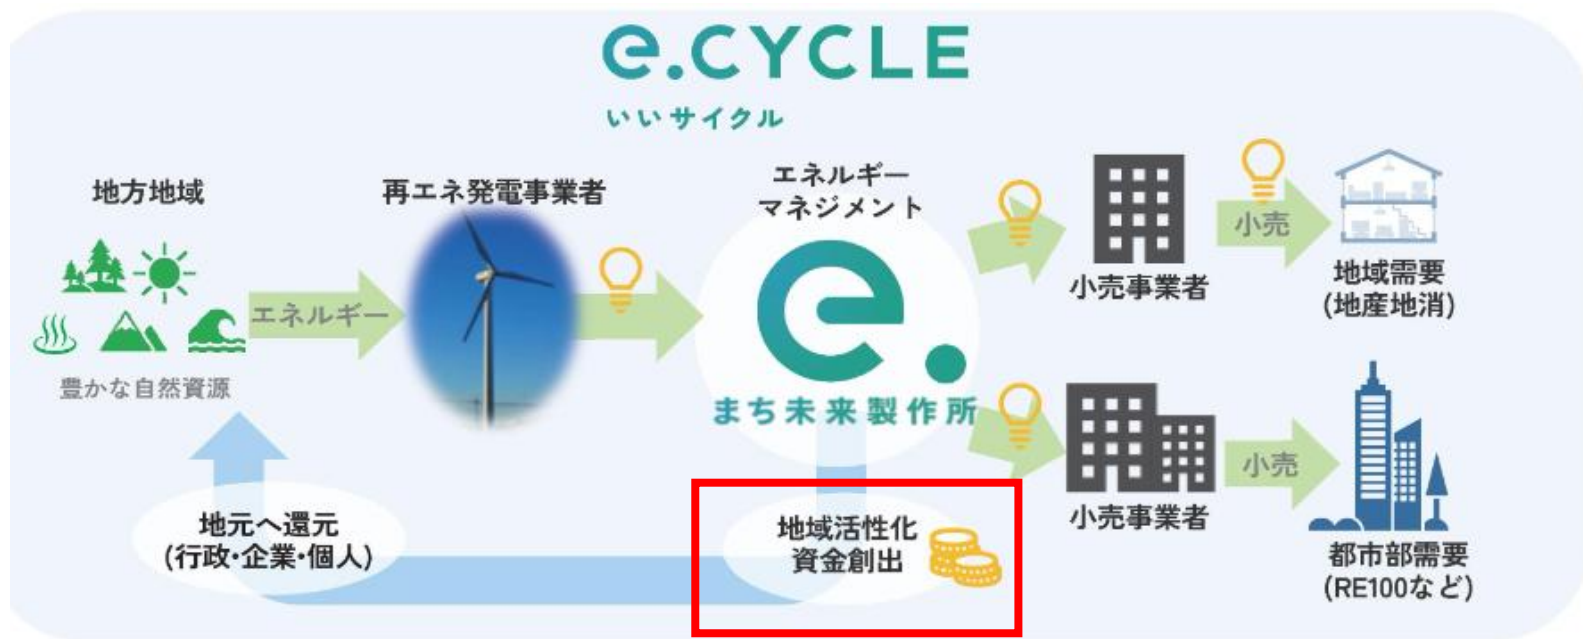 e.CYCLE
いいサイクル
地方地域
再エネ発電事業者
エネルギー
マネジメント
小売
小売事業者
地域需要
(地産地消)
エネルギー
豊かな自然資源
e.
まち未来製作所
小売
小売事業者
都市部需要
(RE100など)
地元へ還元
(行政・企業・個人)
地域活性化
資金創出